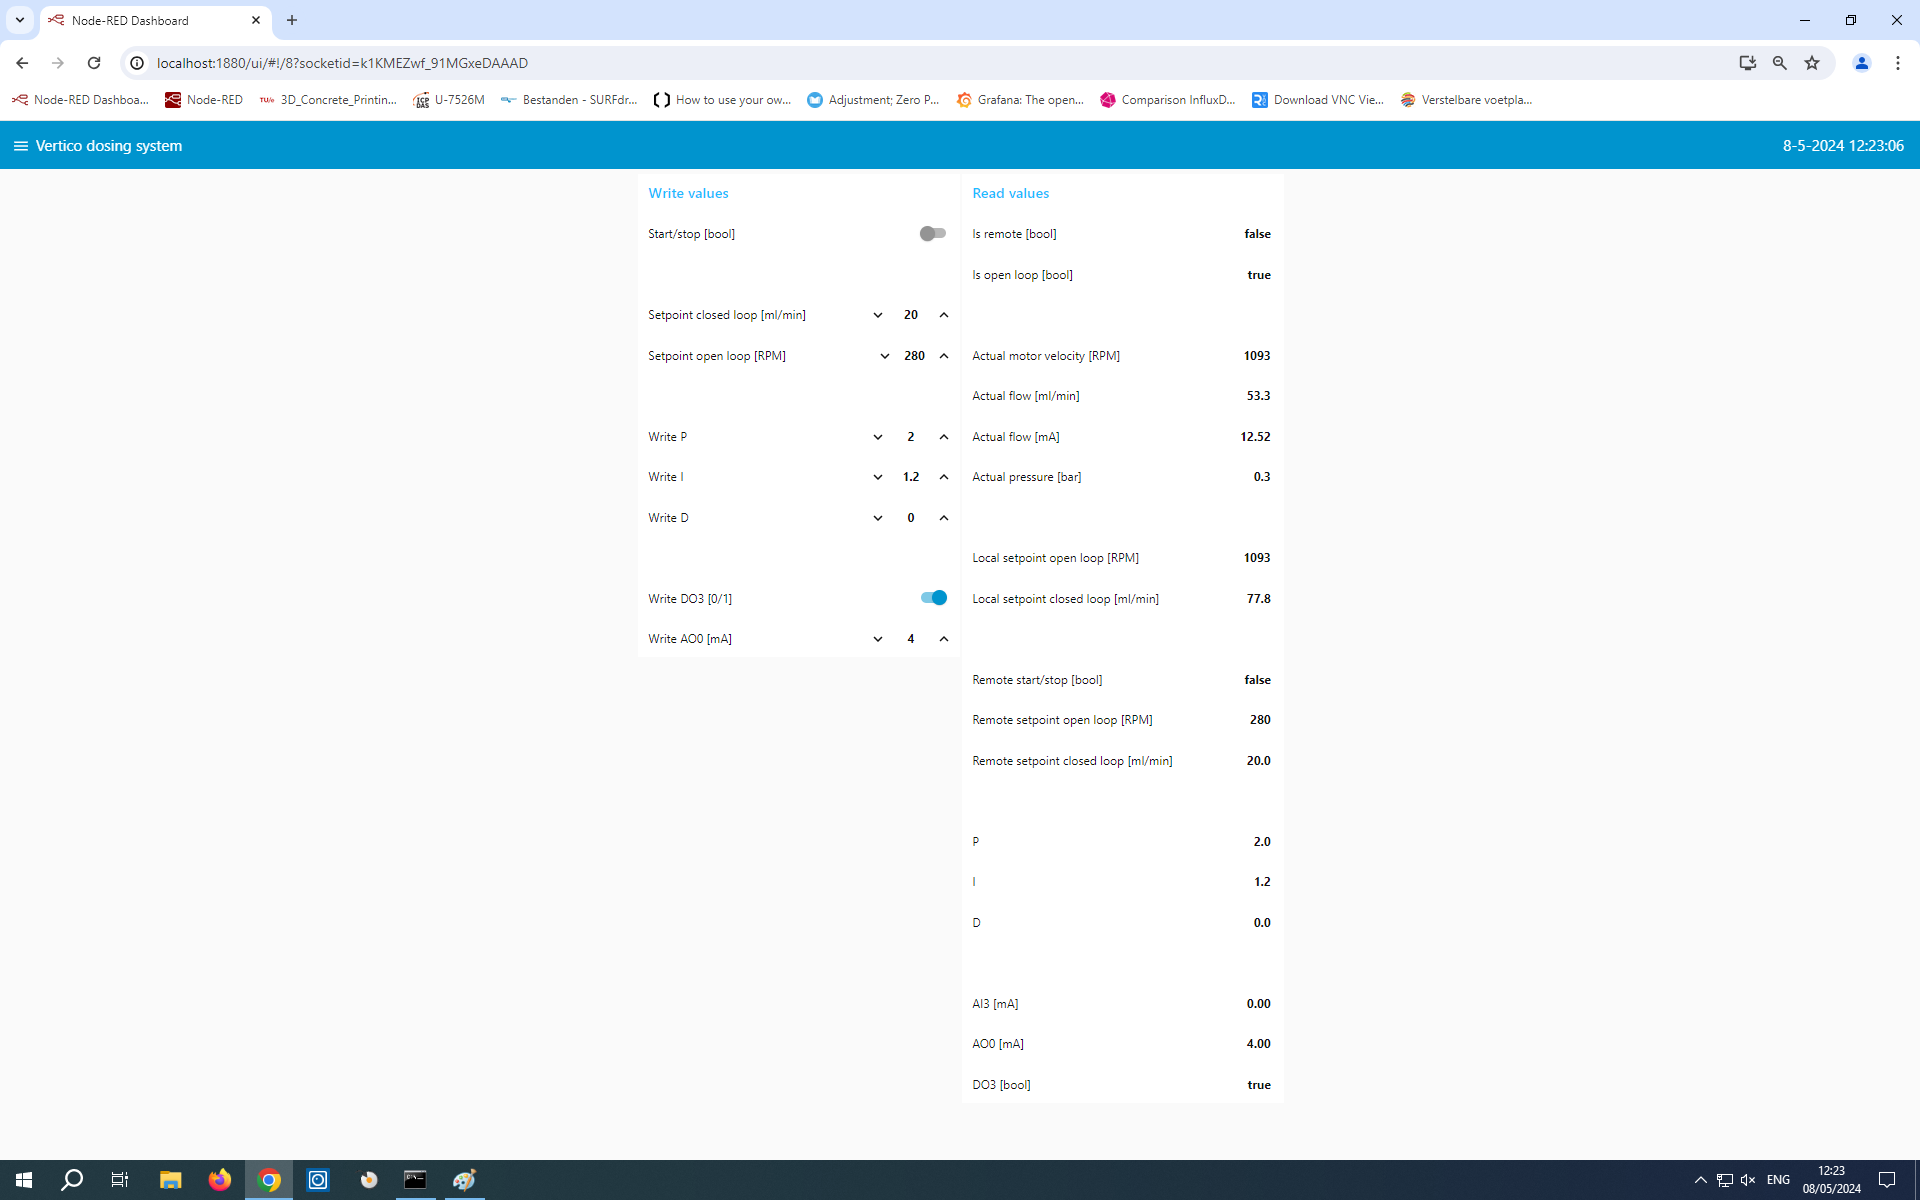 Node-RED Dashboard
localhost:1880/ui/#!/8?socketid=k1KMEZwf_91MGxeDAAAD
Node-RED Dashboa... Node-RED TU/e 3D_Concrete_Printin... ICP DAS U-7526M Bestanden - SURFdr... How to use your ow... Adjustment; Zero P... Grafana: The open... Comparison InfluxD... Download VNC Vie... Verstelbare voetpla...
Vertico dosing system 8-5-2024 12:23:06
Write values
Start/stop [bool]
Setpoint closed loop [ml/min] 20
Setpoint open loop [RPM] 280
Write P 2
Write I 1.2
Write D 0
Write DO3 [0/1]
Write AO0 [mA] 4
Read values
Is remote [bool] false
Is open loop [bool] true
Actual motor velocity [RPM] 1093
Actual flow [ml/min] 53.3
Actual flow [mA] 12.52
Actual pressure [bar] 0.3
Local setpoint open loop [RPM] 1093
Local setpoint closed loop [ml/min] 77.8
Remote start/stop [bool] false
Remote setpoint open loop [RPM] 280
Remote setpoint closed loop [ml/min] 20.0
P 2.0
I 1.2
D 0.0
AI3 [mA] 0.00
AO0 [mA] 4.00
DO3 [bool] true
ENG
12:23
08/05/2024